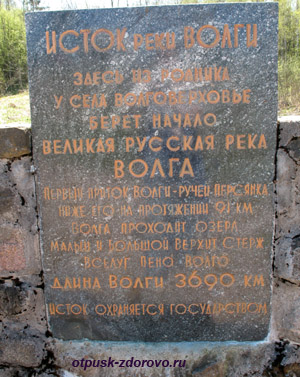 ИСТОК РЕКИ ВОЛГИ
ЗДЕСЬ ИЗ РОДНИКА
У СЕЛА ВОЛГОВЕРХОВЬЕ
БЕРЕТ НАЧАЛО
ВЕЛИКАЯ РУССКАЯ РЕКА
ВОЛГА
ПЕРВЫЙ ПРИТОК ВОЛГИ-РУЧЕЙ ПЕРСЯНКА
НИЖЕ ЕГО НА ПРОТЯЖЕНИИ 91 КМ
ВОЛГА ПРОХОДИТ ОЗЕРА
МАЛЫЙ И БОЛЬШОЙ ВЕРХИТ СТЕРЖ
ВСЕЛУГ ПЕНО ВОЛГО
ДЛИНА ВОЛГИ 3690 КМ
ИСТОК ОХРАНЯЕТСЯ ГОСУДАРСТВОМ
otpusk-zdorovo.ru